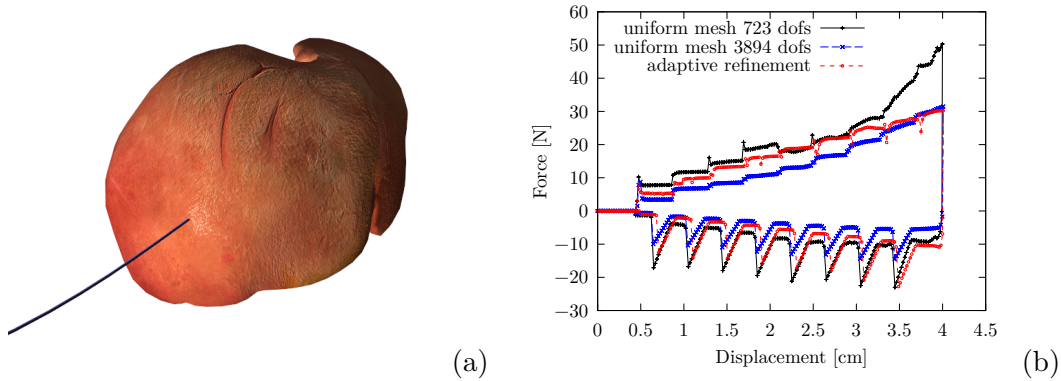 (a)
uniform mesh 723 dofs
uniform mesh 3894 dofs
adaptive refinement
Force [N]
60
50
40
30
20
10
0
−10
−20
−30
0 0.5 1 1.5 2 2.5 3 3.5 4 4.5
Displacement [cm]
(b)